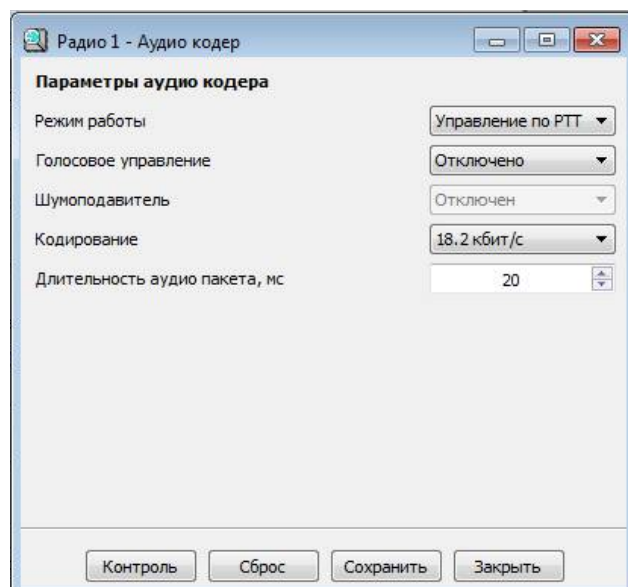 Радио 1 - Аудио кодер
Параметры аудио кодера
Режим работы Управление по РТТ
Голосовое управление Отключено
Шумоподавитель Отключен
Кодирование 18.2 кбит/с
Длительность аудио пакета, мс 20
Контроль Сброс Сохранить Закрыть